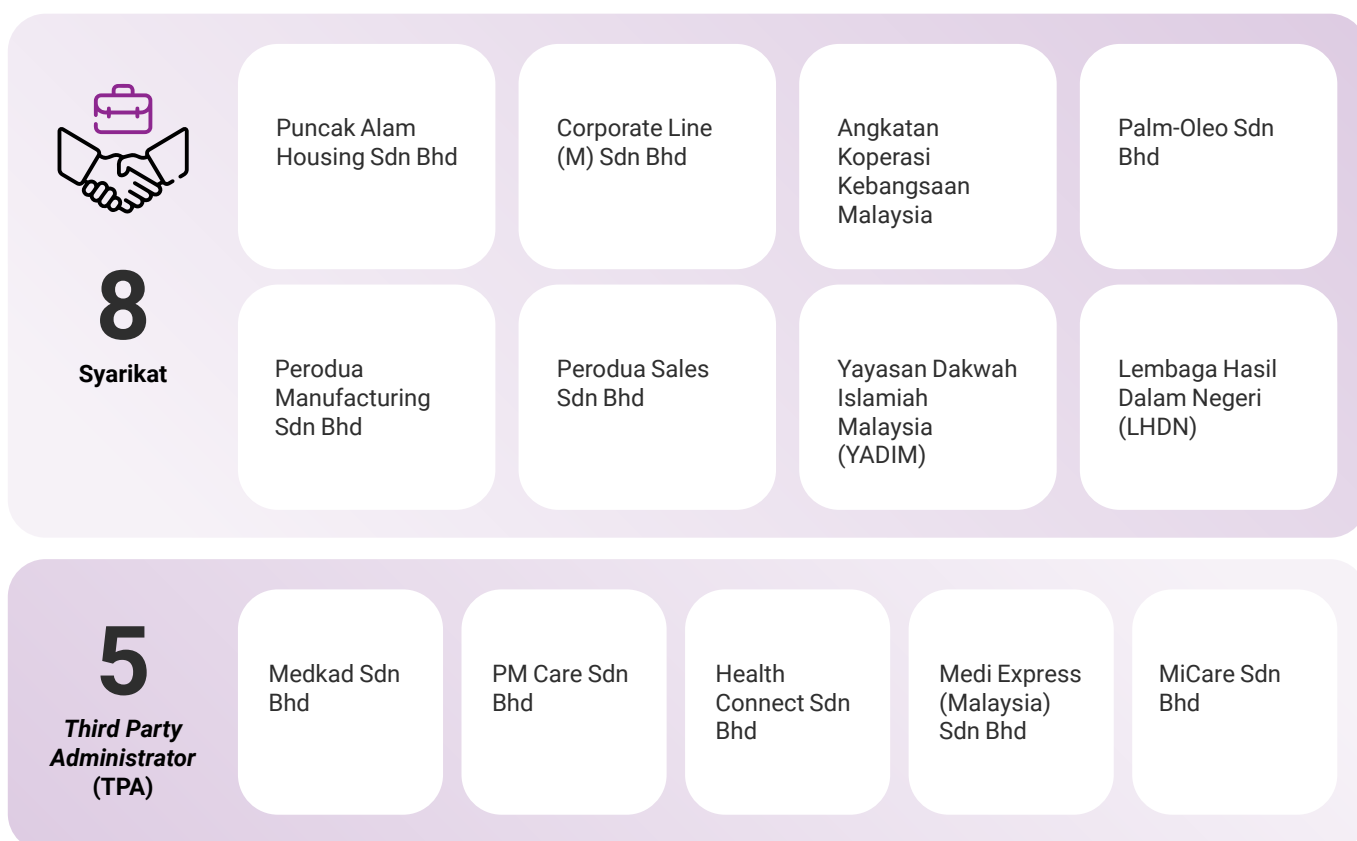 8
Syarikat
Puncak Alam
Housing Sdn Bhd
Corporate Line
(M) Sdn Bhd
Angkatan
Koperasi
Kebangsaan
Malaysia
Palm-Oleo Sdn
Bhd
Perodua
Manufacturing
Sdn Bhd
Perodua Sales
Sdn Bhd
Yayasan Dakwah
Islamiah
Malaysia
(YADIM)
Lembaga Hasil
Dalam Negeri
(LHDN)
5
Third Party
Administrator
(TPA)
Medkad Sdn
Bhd
PM Care Sdn
Bhd
Health
Connect Sdn
Bhd
Medi Express
(Malaysia)
Sdn Bhd
MiCare Sdn
Bhd